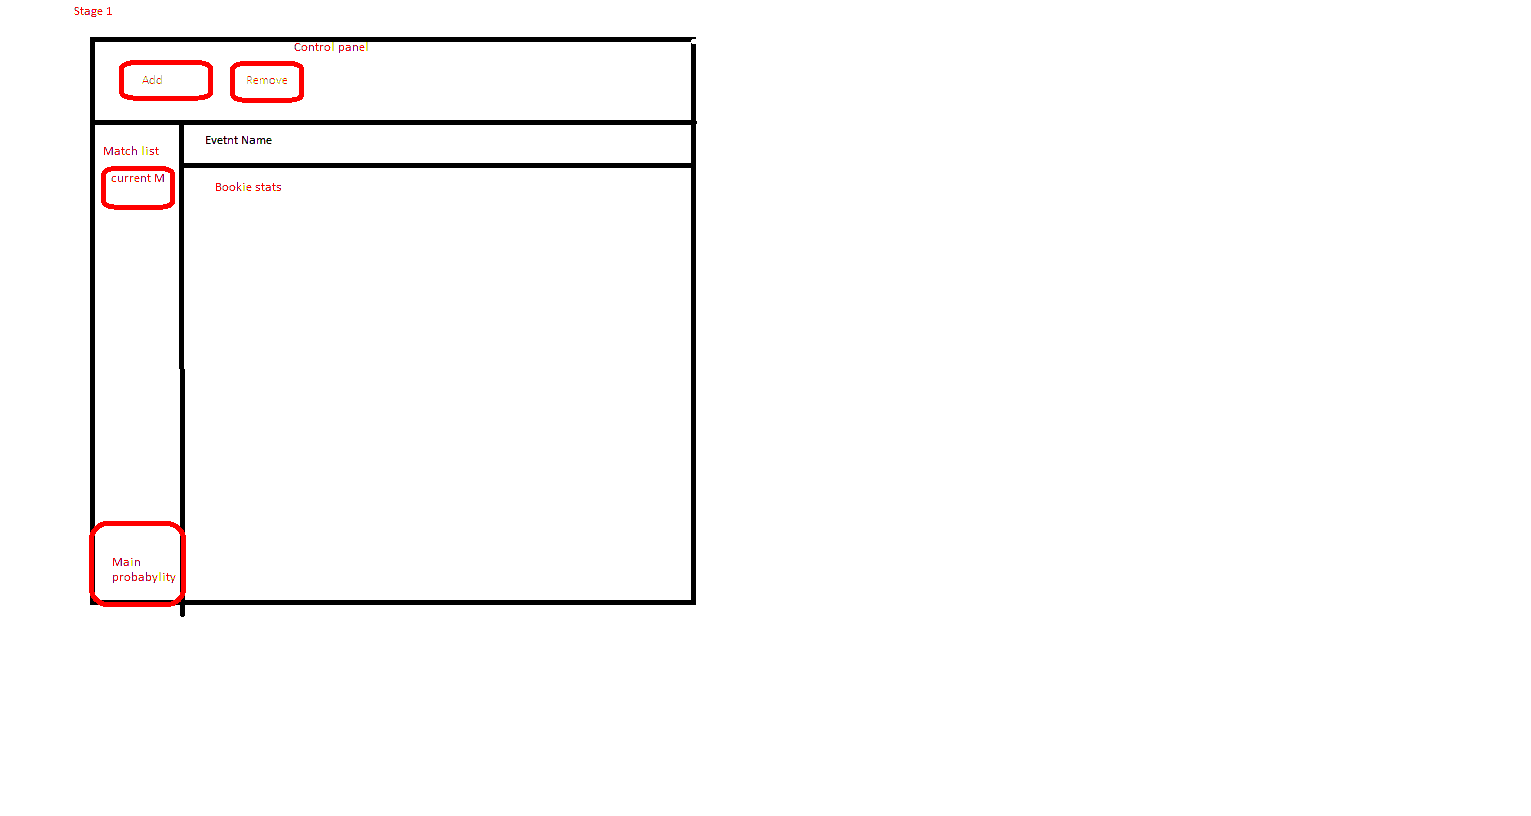 Stage 1
Control panel
Add
Remove
Match list
Evetnt Name
current M
Bookie stats
Main
probabylity